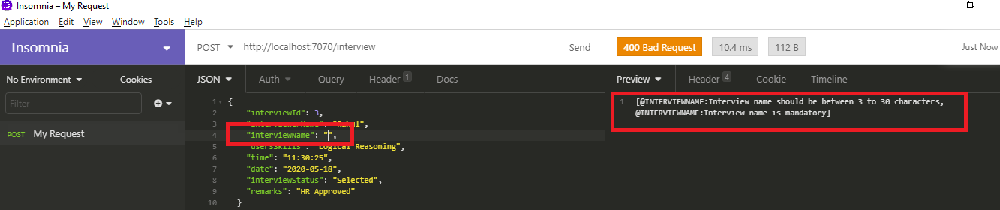 Insomnia – My Request
Application Edit View Window Tools Help
Insomnia
POST http://localhost:7070/interview Send
400 Bad Request 10.4 ms 112 B Just Now
No Environment Cookies
JSON Auth Query Header 1 Docs
Preview Header 4 Cookie Timeline
Filter
POST My Request
1 {
2 "interviewId": 3,
3 "Rahul",
4 "interviewName": "",
5 "usersSkills" "Logical Reasoning",
6 "time": "11:30:25",
7 "date": "2020-05-18",
8 "interviewStatus": "Selected",
9 "remarks": "HR Approved"
10 }
1 [@INTERVIEWNAME:Interview name should be between 3 to 30 characters,
@INTERVIEWNAME:Interview name is mandatory]